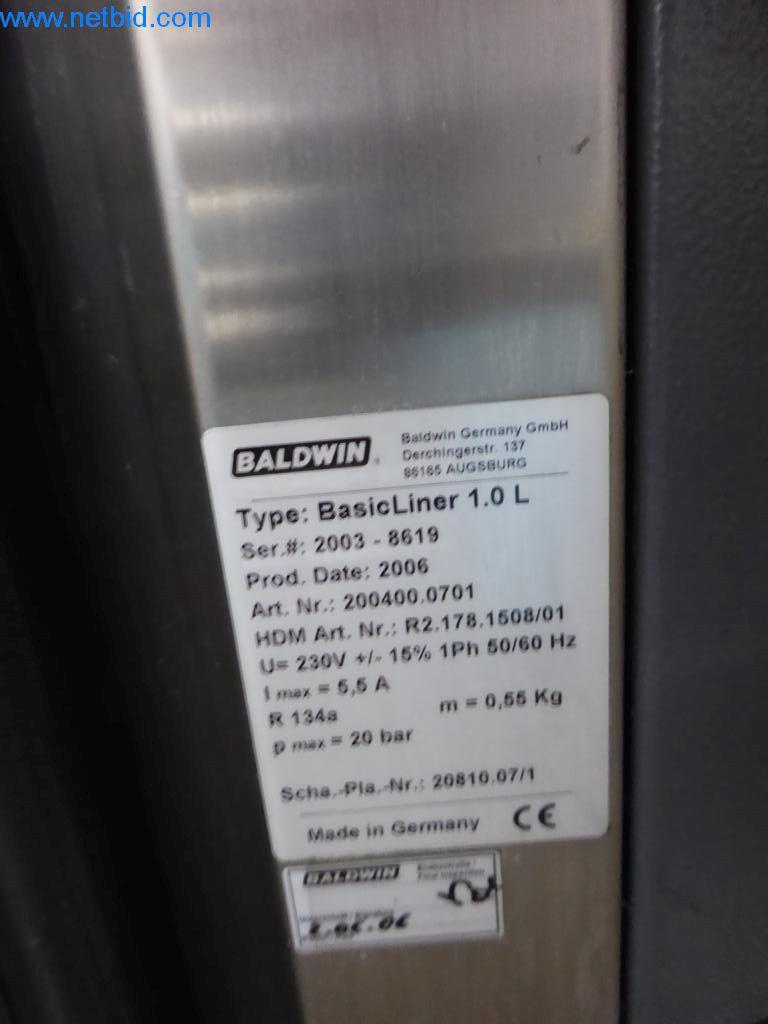 www.netbid.com
BALDWIN
Baldwin Germany GmbH
Derchingerstr. 137
86165 AUGSBURG
Type: BasicLiner 1.0 L
Ser.#: 2003 - 8619
Prod. Date: 2006
Art. Nr.: 200400.0701
HDM Art. Nr.: R2.178.1508/01
U= 230V +/- 15% 1Ph 50/60 Hz
I max = 5,5 A
R 134a
m = 0,55 Kg
p max = 20 bar
Scha.-Pla.-Nr.: 20810.07/1
Made in Germany
CE
BALDWIN
Final Inspection